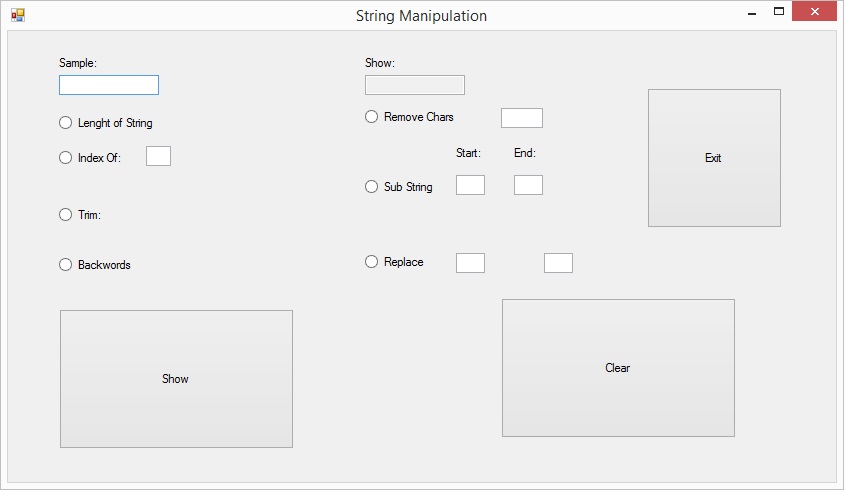 String Manipulation
Sample:
Show:
Lenght of String
Remove Chars
Index Of:
Start:
End:
Sub String
Exit
Trim:
Backwords
Replace
Show
Clear